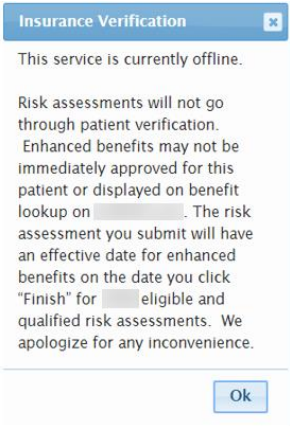 Insurance Verification
This service is currently offline.
Risk assessments will not go
through patient verification.
Enhanced benefits may not be
immediately approved for this
patient or displayed on benefit
lookup on . The risk
assessment you submit will have
an effective date for enhanced
benefits on the date you click
“Finish” for eligible and
qualified risk assessments. We
apologize for any inconvenience.
Ok